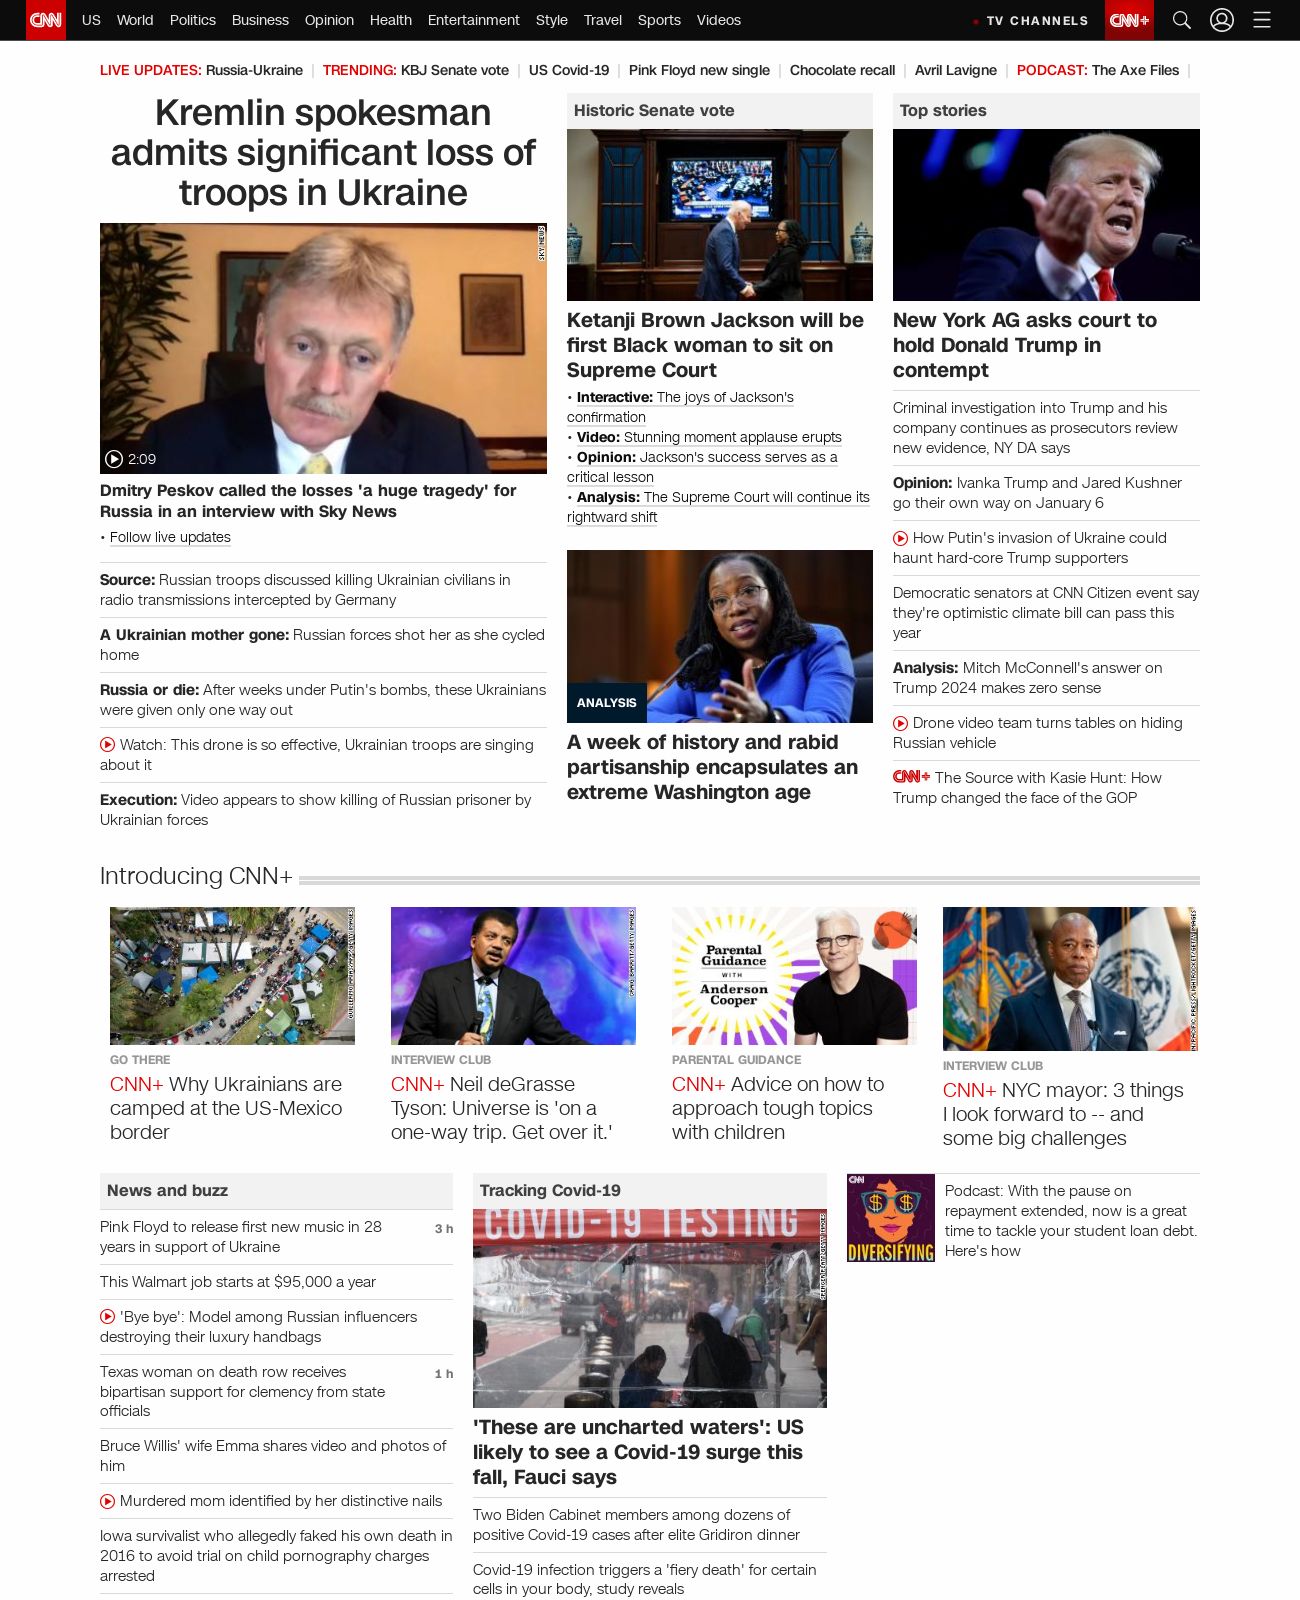 CNN US World Politics Business Opinion Health Entertainment Style Travel Sports Videos TV CHANNELS CNN+
LIVE UPDATES: Russia-Ukraine TRENDING: KBJ Senate vote US Covid-19 Pink Floyd new single Chocolate recall Avril Lavigne PODCAST: The Axe Files
Kremlin spokesman
admits significant loss of
troops in Ukraine
SKY NEWS
2:09
Dmitry Peskov called the losses 'a huge tragedy' for
Russia in an interview with Sky News
• Follow live updates
Source: Russian troops discussed killing Ukrainian civilians in
radio transmissions intercepted by Germany
A Ukrainian mother gone: Russian forces shot her as she cycled
home
Russia or die: After weeks under Putin's bombs, these Ukrainians
were given only one way out
Watch: This drone is so effective, Ukrainian troops are singing
about it
Execution: Video appears to show killing of Russian prisoner by
Ukrainian forces
Historic Senate vote
Ketanji Brown Jackson will be
first Black woman to sit on
Supreme Court
• Interactive: The joys of Jackson's
confirmation
• Video: Stunning moment applause erupts
• Opinion: Jackson's success serves as a
critical lesson
• Analysis: The Supreme Court will continue its
rightward shift
ANALYSIS
A week of history and rabid
partisanship encapsulates an
extreme Washington age
Top stories
New York AG asks court to
hold Donald Trump in
contempt
Criminal investigation into Trump and his
company continues as prosecutors review
new evidence, NY DA says
Opinion: Ivanka Trump and Jared Kushner
go their own way on January 6
How Putin's invasion of Ukraine could
haunt hard-core Trump supporters
Democratic senators at CNN Citizen event say
they're optimistic climate bill can pass this
year
Analysis: Mitch McConnell's answer on
Trump 2024 makes zero sense
Drone video team turns tables on hiding
Russian vehicle
CNN+ The Source with Kasie Hunt: How
Trump changed the face of the GOP
Introducing CNN+
GO THERE
CNN+ Why Ukrainians are
camped at the US-Mexico
border
INTERVIEW CLUB
CNN+ Neil deGrasse
Tyson: Universe is 'on a
one-way trip. Get over it.'
Parental
Guidance
WITH
Anderson
Cooper
PARENTAL GUIDANCE
CNN+ Advice on how to
approach tough topics
with children
INTERVIEW CLUB
CNN+ NYC mayor: 3 things
I look forward to -- and
some big challenges
News and buzz
Pink Floyd to release first new music in 28
years in support of Ukraine
3 h
This Walmart job starts at $95,000 a year
'Bye bye': Model among Russian influencers
destroying their luxury handbags
Texas woman on death row receives
bipartisan support for clemency from state
officials
1 h
Bruce Willis' wife Emma shares video and photos of
him
Murdered mom identified by her distinctive nails
Iowa survivalist who allegedly faked his own death in
2016 to avoid trial on child pornography charges
arrested
Tracking Covid-19
COVID-19 TESTING
'These are uncharted waters': US
likely to see a Covid-19 surge this
fall, Fauci says
Two Biden Cabinet members among dozens of
positive Covid-19 cases after elite Gridiron dinner
Covid-19 infection triggers a 'fiery death' for certain
cells in your body, study reveals
CNN
DIVERSIFYING
Podcast: With the pause on
repayment extended, now is a great
time to tackle your student loan debt.
Here's how